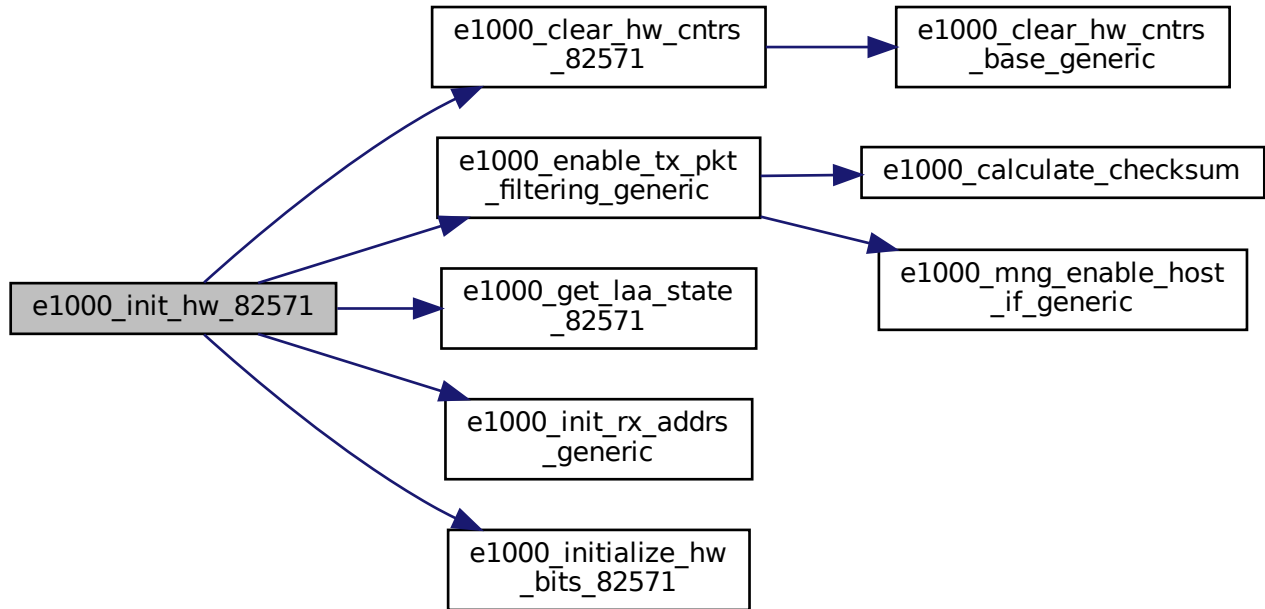 e1000_clear_hw_cntrs
_82571
e1000_clear_hw_cntrs
_base_generic
e1000_enable_tx_pkt
_filtering_generic
e1000_calculate_checksum
e1000_mng_enable_host
_if_generic
e1000_init_hw_82571
e1000_get_laa_state
_82571
e1000_init_rx_addrs
_generic
e1000_initialize_hw
_bits_82571